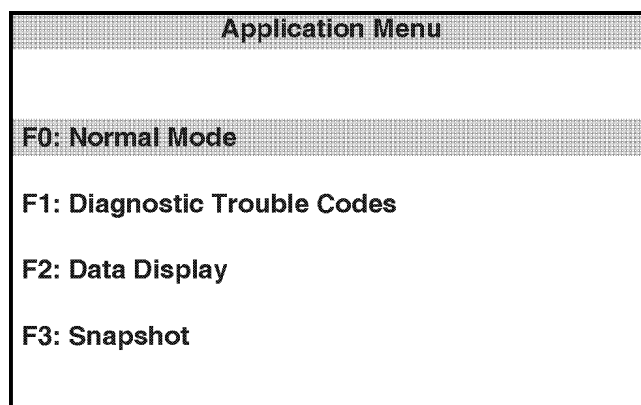 Application Menu
F0: Normal Mode
F1: Diagnostic Trouble Codes
F2: Data Display
F3: Snapshot